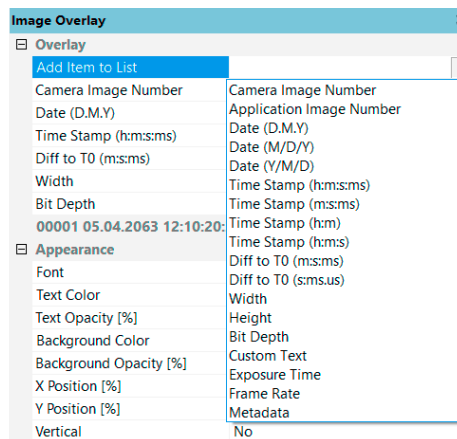 Image Overlay
Overlay
Add Item to List
Camera Image Number
Date (D.M.Y)
Time Stamp (h:m:s:ms)
Diff to T0 (m:s:ms)
Width
Bit Depth
00001 05.04.2063 12:10:20:
Appearance
Font
Text Color
Text Opacity [%]
Background Color
Background Opacity [%]
X Position [%]
Y Position [%]
Vertical
Camera Image Number
Application Image Number
Date (D.M.Y)
Date (M/D/Y)
Date (Y/M/D)
Time Stamp (h:m:s:ms)
Time Stamp (m:s:ms)
Time Stamp (h:m)
Time Stamp (h:m:s)
Diff to T0 (m:s:ms)
Diff to T0 (s:ms.us)
Width
Height
Bit Depth
Custom Text
Exposure Time
Frame Rate
Metadata
No